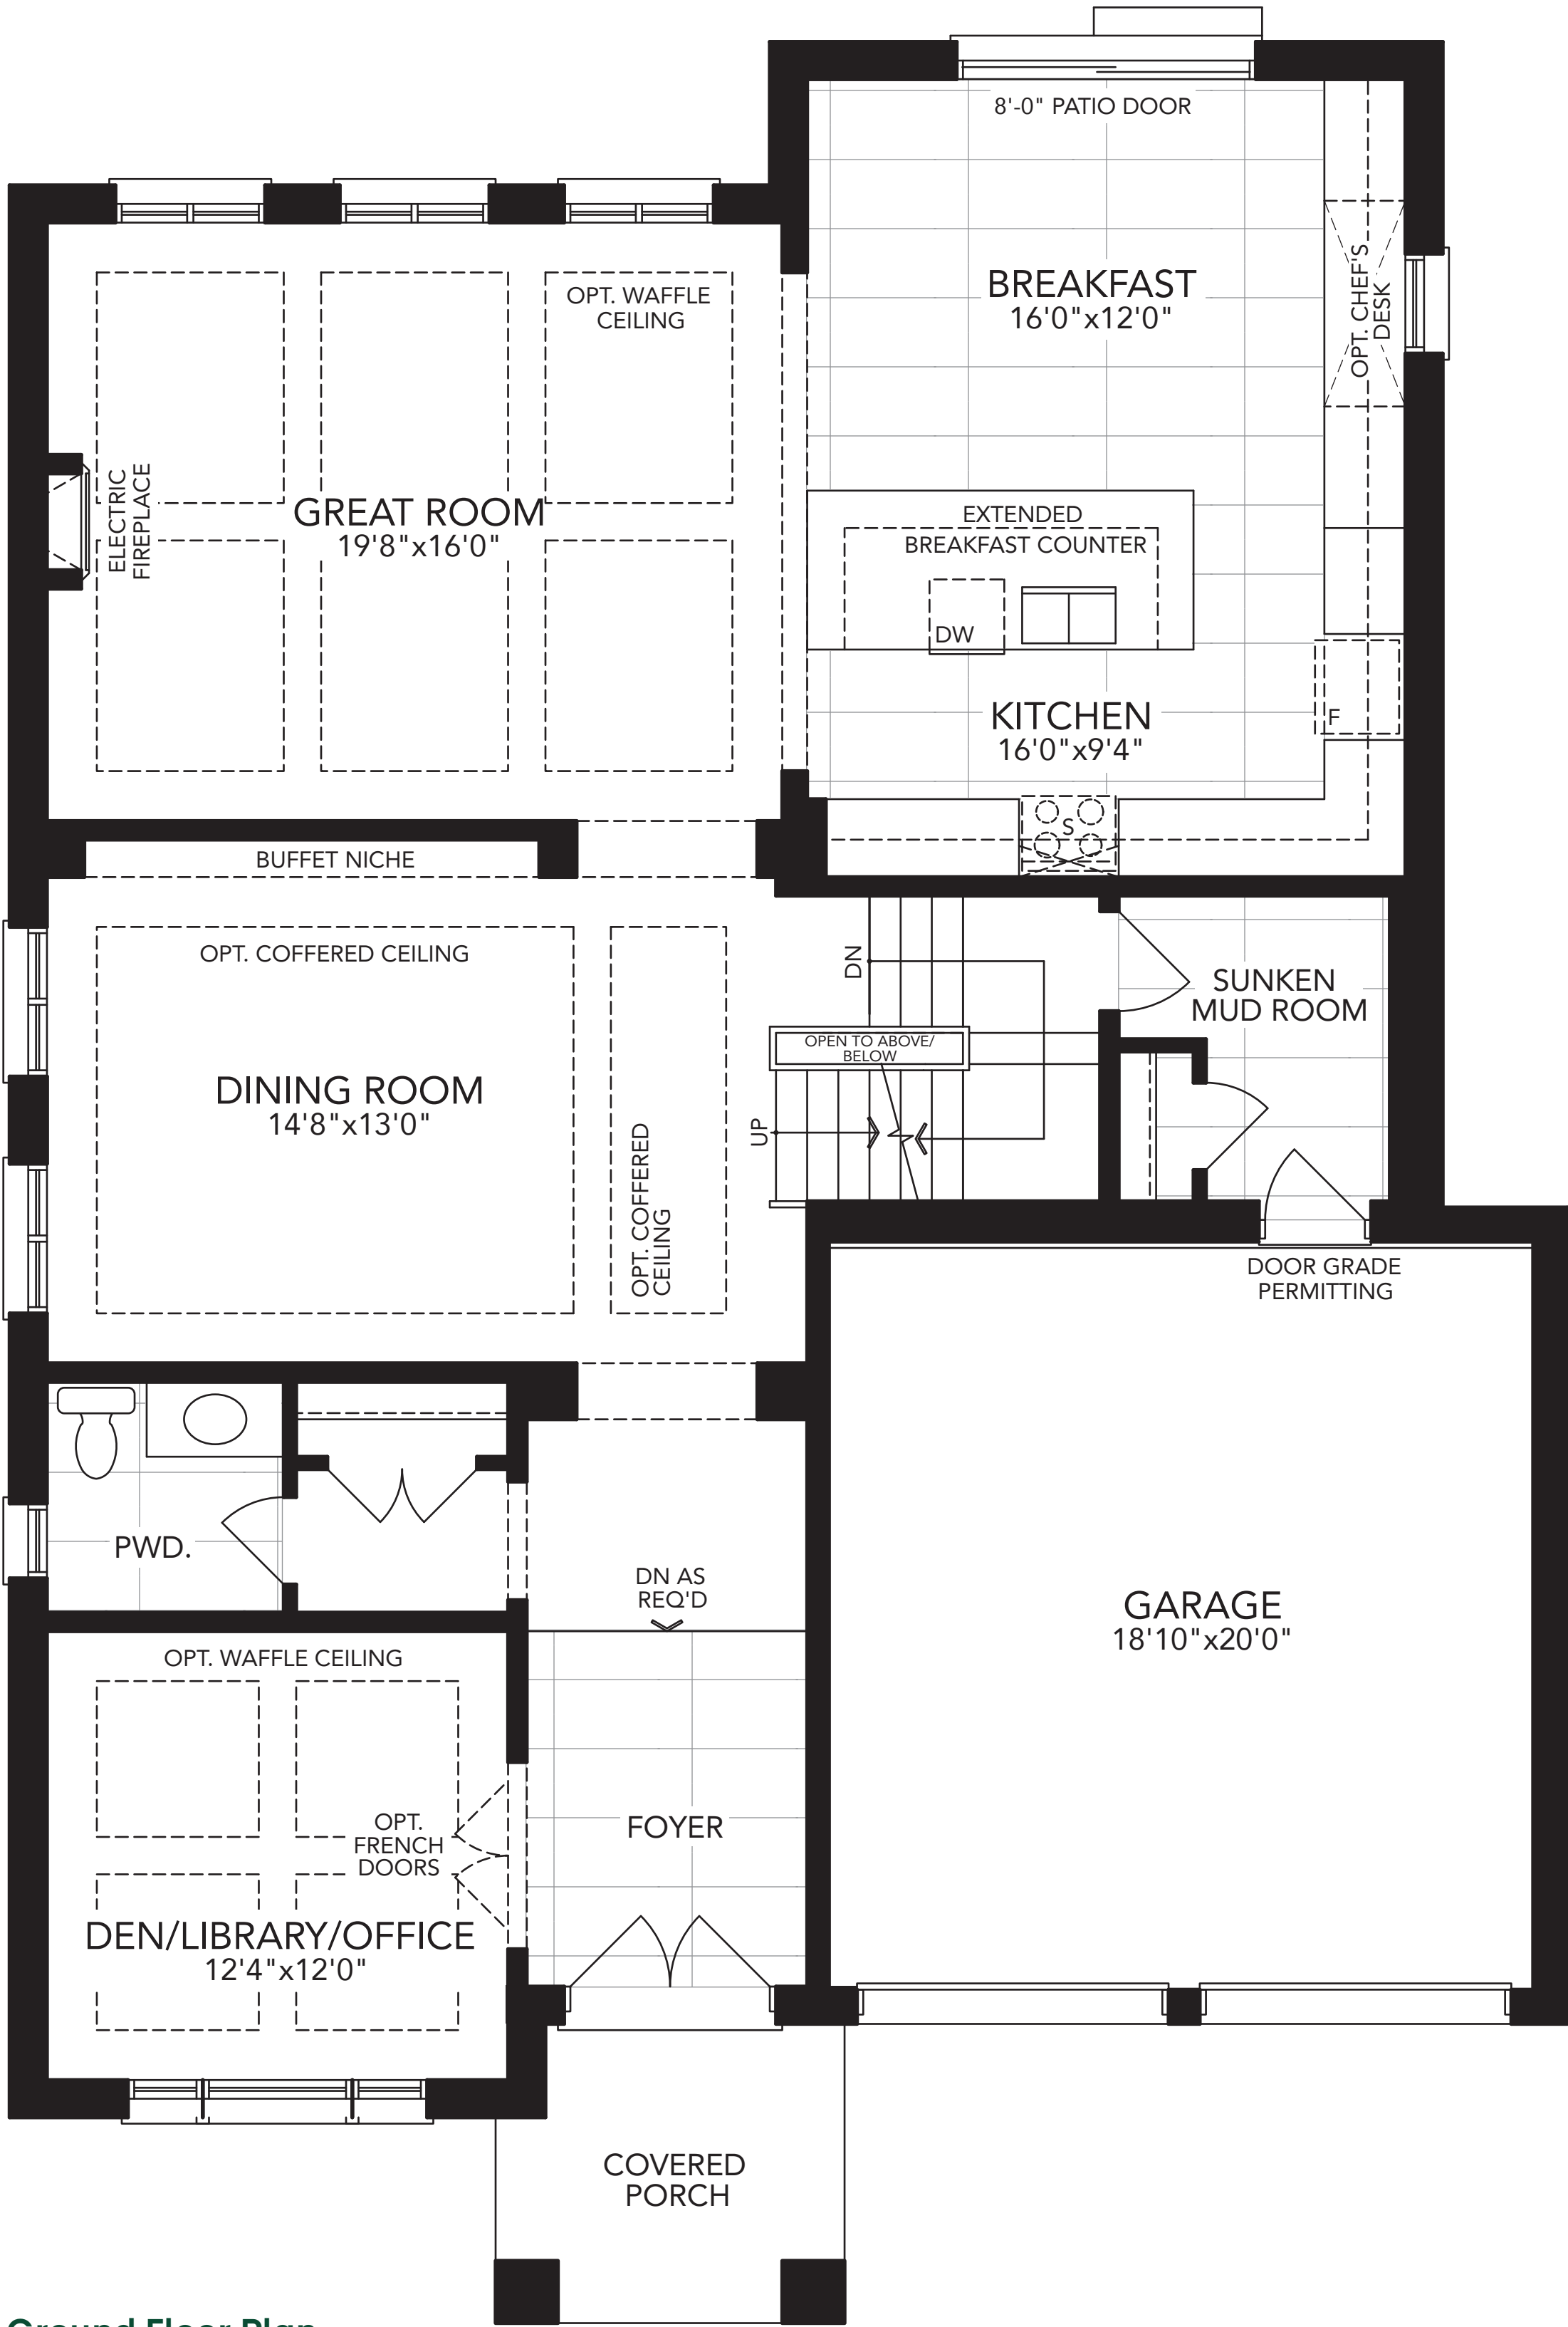 8'-0" PATIO DOOR
BREAKFAST
16'0"x12'0"
OPT. CHEF'S
DESK
OPT. WAFFLE
CEILING
ELECTRIC
FIREPLACE
GREAT ROOM
19'8"x16'0"
EXTENDED
BREAKFAST COUNTER
DW
KITCHEN
16'0"x9'4"
F
S
BUFFET NICHE
OPT. COFFERED CEILING
DINING ROOM
14'8"x13'0"
OPT. COFFERED
CEILING
DN
OPEN TO ABOVE/
BELOW
UP
SUNKEN
MUD ROOM
DOOR GRADE
PERMITTING
PWD.
DN AS
REQ'D
GARAGE
18'10"x20'0"
OPT. WAFFLE CEILING
OPT.
FRENCH
DOORS
FOYER
DEN/LIBRARY/OFFICE
12'4"x12'0"
COVERED
PORCH
Ground Floor Plan